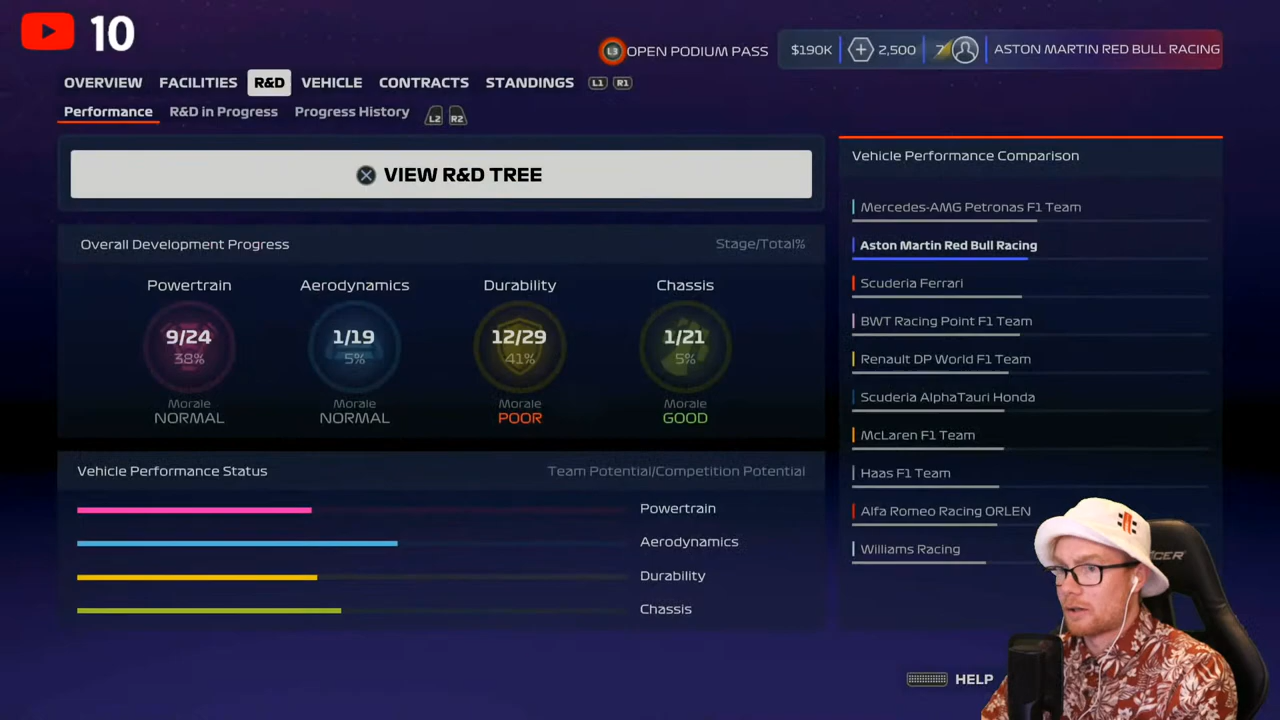 10
L3 OPEN PODIUM PASS
$190K
2,500
7
ASTON MARTIN RED BULL RACING
OVERVIEW FACILITIES R&D VEHICLE CONTRACTS STANDINGS L1 R1
Performance R&D in Progress Progress History L2 R2
VIEW R&D TREE
Overall Development Progress Stage/Total%
Powertrain Aerodynamics Durability Chassis
9/24 1/19 12/29 1/21
38% 5% 41% 5%
Morale Morale Morale Morale
NORMAL NORMAL POOR GOOD
Vehicle Performance Status Team Potential/Competition Potential
Powertrain
Aerodynamics
Durability
Chassis
Vehicle Performance Comparison
Mercedes-AMG Petronas F1 Team
Aston Martin Red Bull Racing
Scuderia Ferrari
BWT Racing Point F1 Team
Renault DP World F1 Team
Scuderia AlphaTauri Honda
McLaren F1 Team
Haas F1 Team
Alfa Romeo Racing ORLEN
Williams Racing
HELP